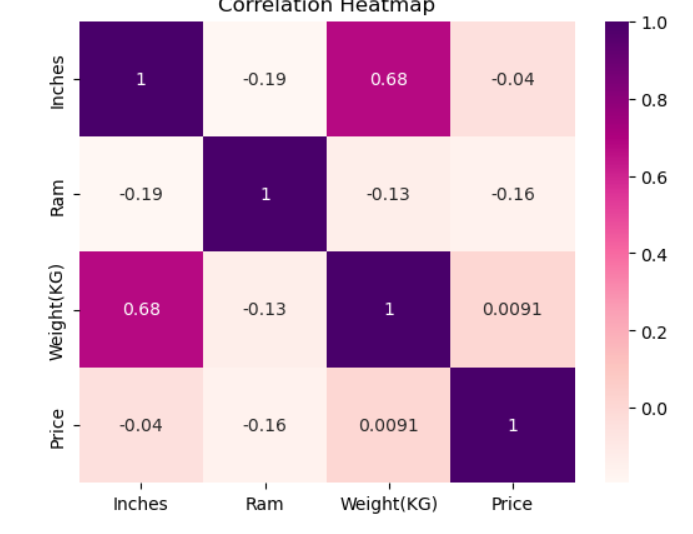 Correlation Heatmap
Inches 1 -0.19 0.68 -0.04
Ram -0.19 1 -0.13 -0.16
Weight(KG) 0.68 -0.13 1 0.0091
Price -0.04 -0.16 0.0091 1
Inches Ram Weight(KG) Price
1.0
0.8
0.6
0.4
0.2
0.0